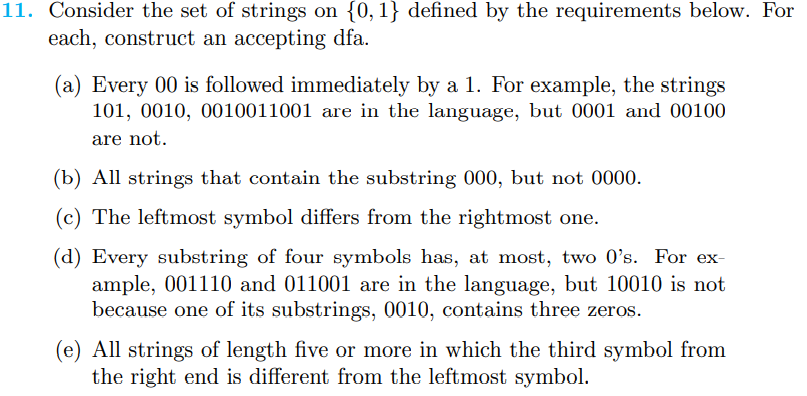 11. Consider the set of strings on {0, 1} defined by the requirements below. For
each, construct an accepting dfa.
(a) Every 00 is followed immediately by a 1. For example, the strings
101, 0010, 0010011001 are in the language, but 0001 and 00100
are not.
(b) All strings that contain the substring 000, but not 0000.
(c) The leftmost symbol differs from the rightmost one.
(d) Every substring of four symbols has, at most, two 0's. For ex-
ample, 001110 and 011001 are in the language, but 10010 is not
because one of its substrings, 0010, contains three zeros.
(e) All strings of length five or more in which the third symbol from
the right end is different from the leftmost symbol.